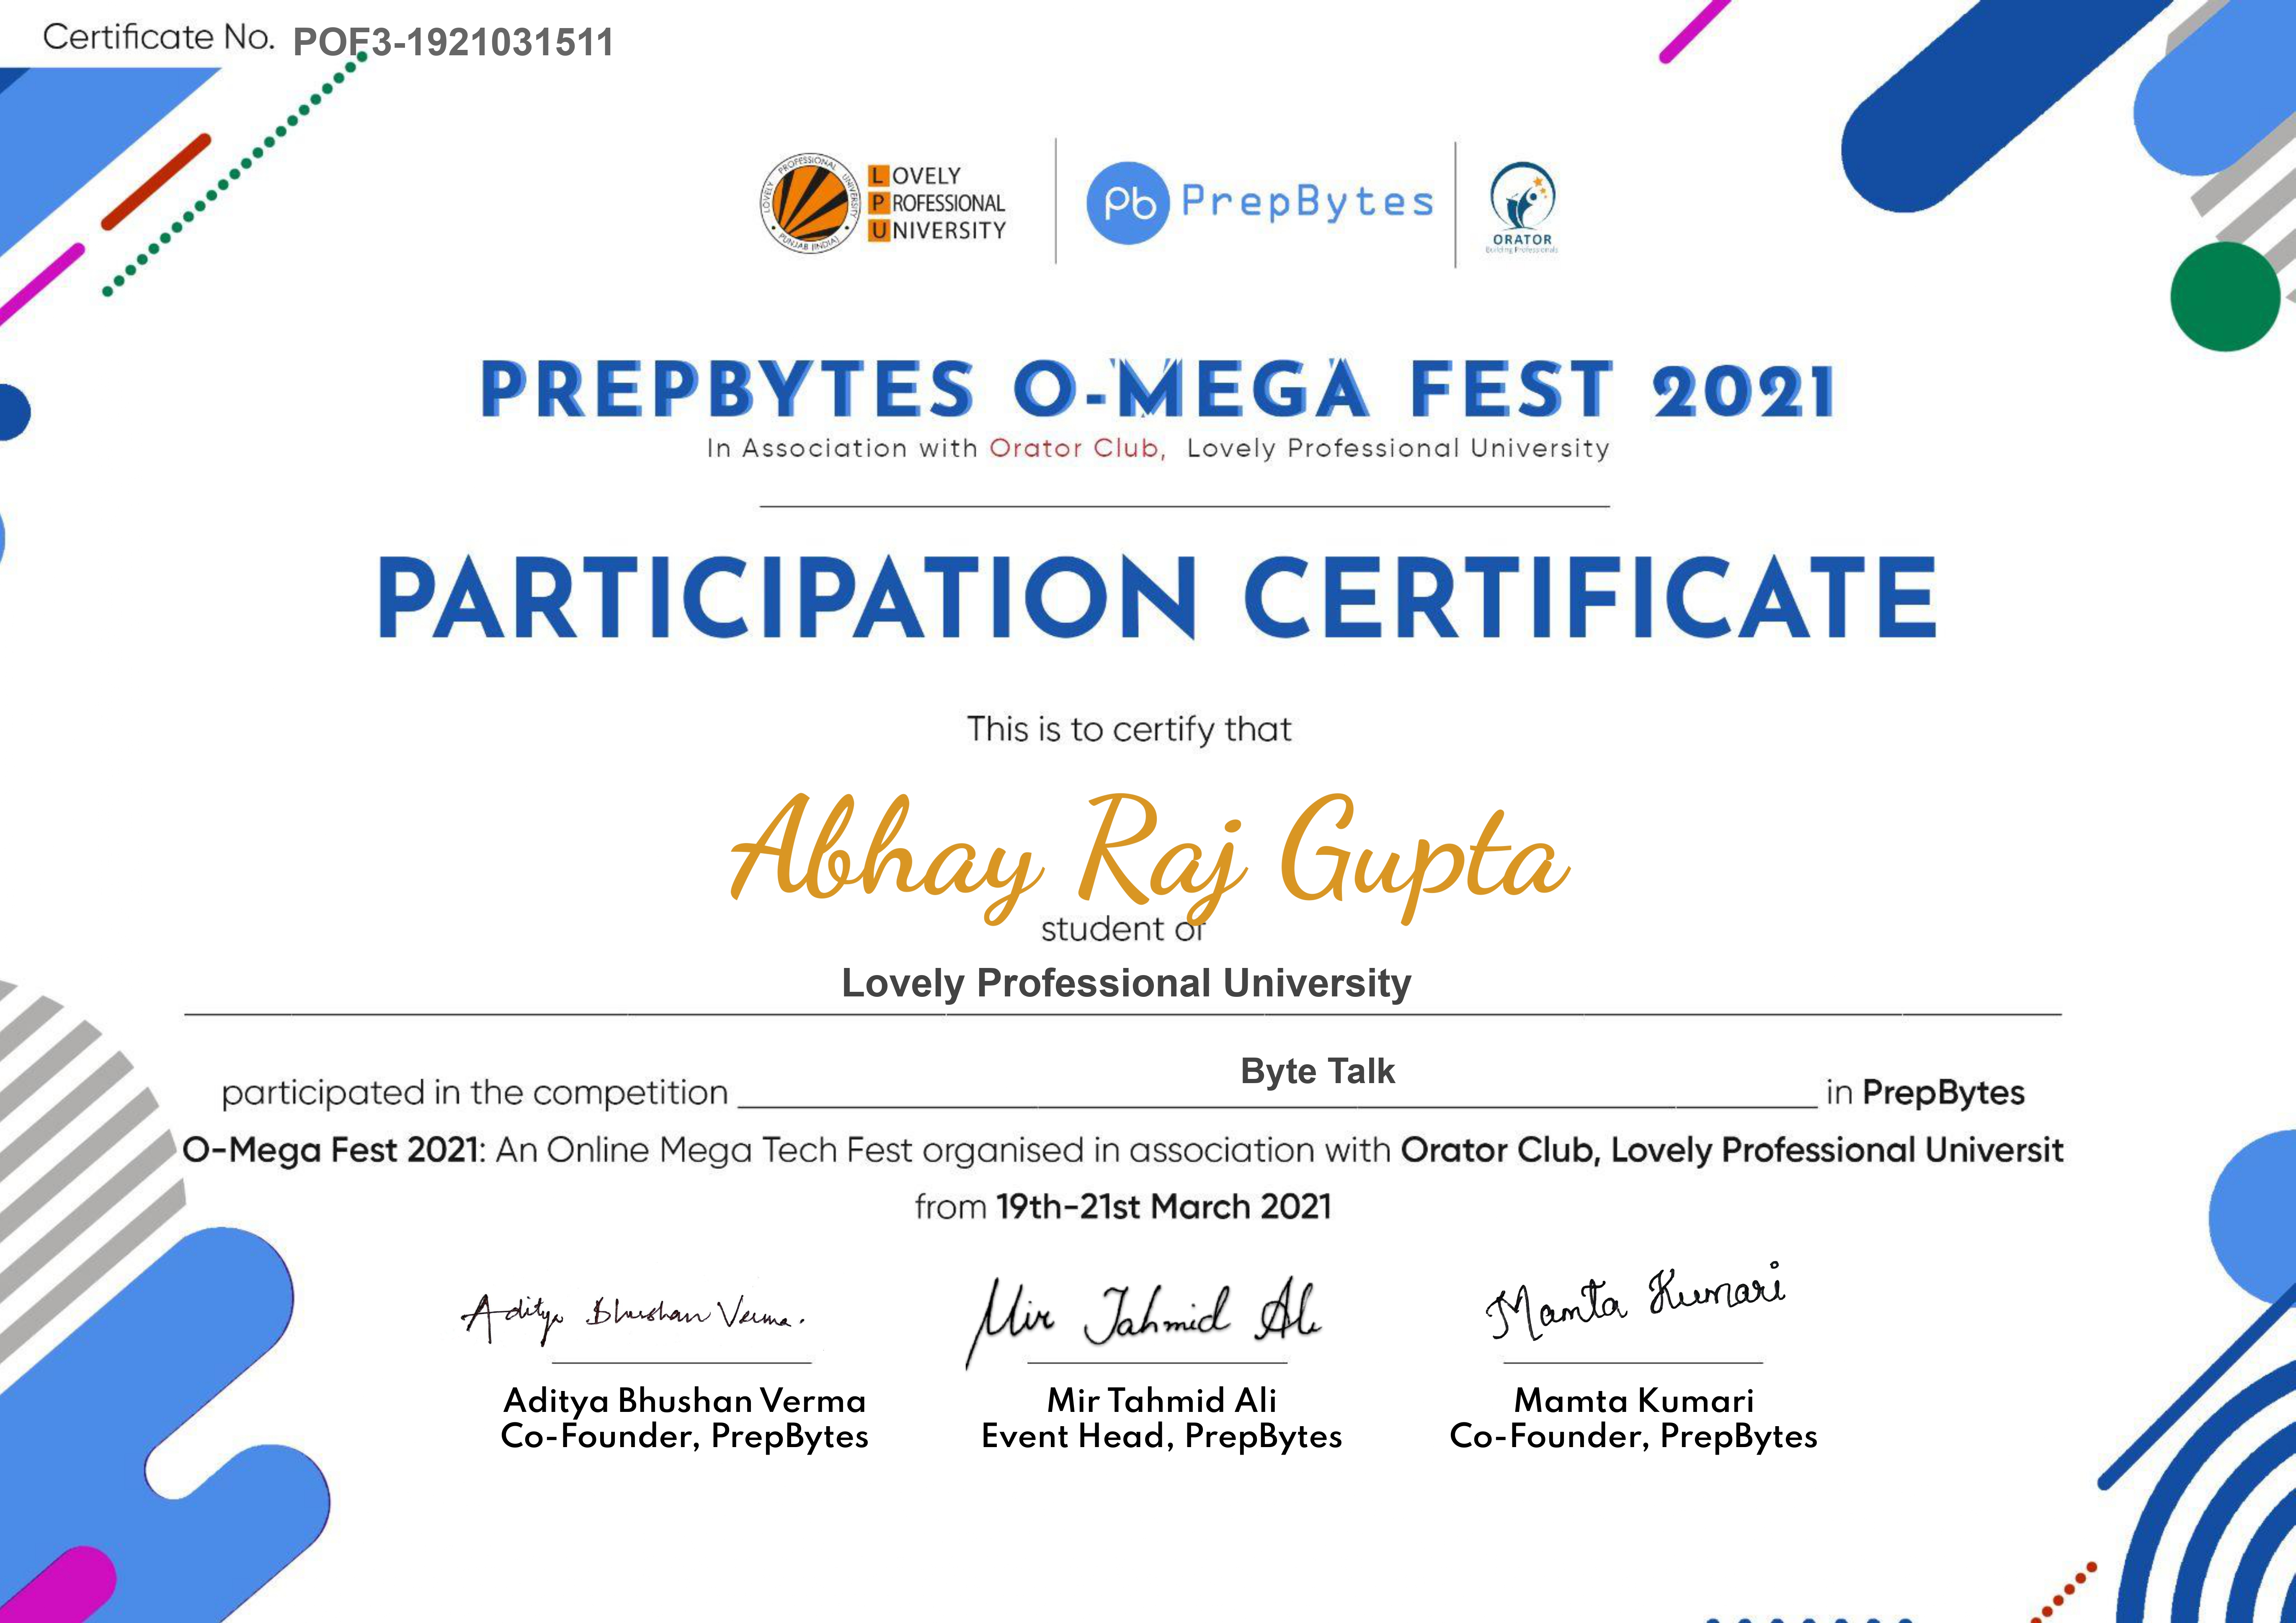 Certificate No. POF3-1921031511
LOVELY PROFESSIONAL UNIVERSITY
PUNJAB (INDIA)
LOVELY
PROFESSIONAL
UNIVERSITY
Pb PrepBytes
ORATOR
Building Professionals
PREPBYTES O-MEGA FEST 2021
In Association with Orator Club, Lovely Professional University
PARTICIPATION CERTIFICATE
This is to certify that
Abhay Raj Gupta
student of
Lovely Professional University
participated in the competition Byte Talk in PrepBytes
O-Mega Fest 2021: An Online Mega Tech Fest organised in association with Orator Club, Lovely Professional Universit
from 19th-21st March 2021
Aditya Bhushan Verma.
Mir Tahmid Ali
Mamta Kumari
Aditya Bhushan Verma
Co-Founder, PrepBytes
Mir Tahmid Ali
Event Head, PrepBytes
Mamta Kumari
Co-Founder, PrepBytes